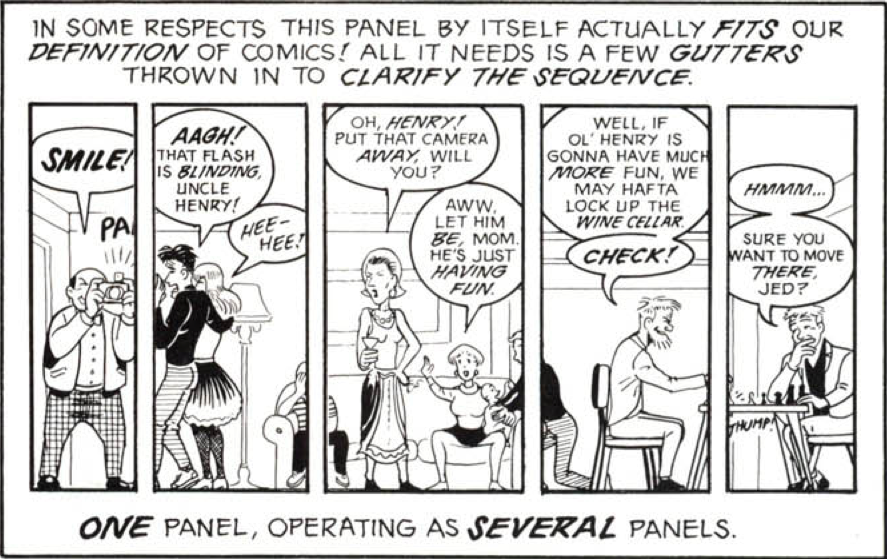 IN SOME RESPECTS THIS PANEL BY ITSELF ACTUALLY FITS OUR
DEFINITION OF COMICS! ALL IT NEEDS IS A FEW GUTTERS
THROWN IN TO CLARIFY THE SEQUENCE.
SMILE!
PA
AAGH!
THAT FLASH
IS BLINDING,
UNCLE
HENRY!
HEE-
HEE!
OH, HENRY!
PUT THAT CAMERA
AWAY, WILL
YOU?
AWW,
LET HIM
BE, MOM.
HE'S JUST
HAVING
FUN.
WELL, IF
OL' HENRY IS
GONNA HAVE MUCH
MORE FUN, WE
MAY HAFTA
LOCK UP THE
WINE CELLAR.
CHECK!
HMMM...
SURE YOU
WANT TO MOVE
THERE,
JED?
THUMP!
ONE PANEL, OPERATING AS SEVERAL PANELS.